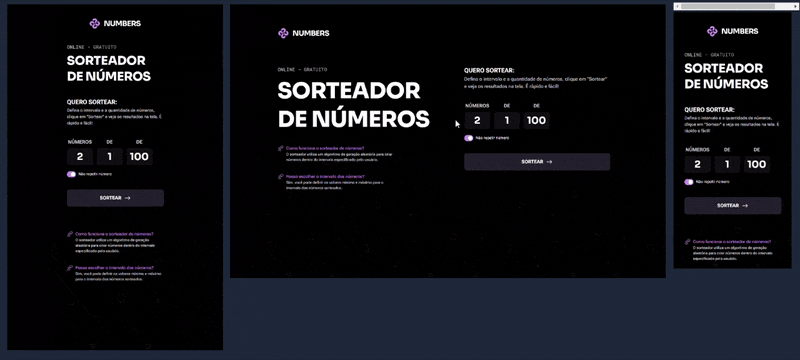 NUMBERS
ONLINE - GRATUITO
SORTEADOR
DE NÚMEROS
QUERO SORTEAR:
Defina o intervalo e a quantidade de números,
clique em "Sortear" e veja os resultados na tela. É
rápido e fácil!
NÚMEROS DE DE
2 1 100
Não repetir número
SORTEAR →
Como funciona o sorteador de números?
O sorteador utiliza um algoritmo de geração
aleatória para criar números dentro do intervalo
especificado pelo usuário.
Posso escolher o intervalo dos números?
Sim, você pode definir os valores mínimo e máximo
para o intervalo dos números sorteados.
NUMBERS
ONLINE - GRATUITO
SORTEADOR
DE NÚMEROS
Como funciona o sorteador de números?
O sorteador utiliza um algoritmo de geração aleatória para criar
números dentro do intervalo especificado pelo usuário.
Posso escolher o intervalo dos números?
Sim, você pode definir os valores mínimo e máximo para o
intervalo dos números sorteados.
QUERO SORTEAR:
Defina o intervalo e a quantidade de números, clique em "Sortear"
e veja os resultados na tela. É rápido e fácil!
NÚMEROS DE DE
2 1 100
Não repetir número
SORTEAR →
NUMBERS
ONLINE - GRATUITO
SORTEADOR
DE NÚMEROS
QUERO SORTEAR:
Defina o intervalo e a quantidade de números,
clique em "Sortear" e veja os resultados na tela. É
rápido e fácil!
NÚMEROS DE DE
2 1 100
Não repetir número
SORTEAR →
Como funciona o sorteador de números?
O sorteador utiliza um algoritmo de geração
aleatória para criar números dentro do intervalo
especificado pelo usuário.